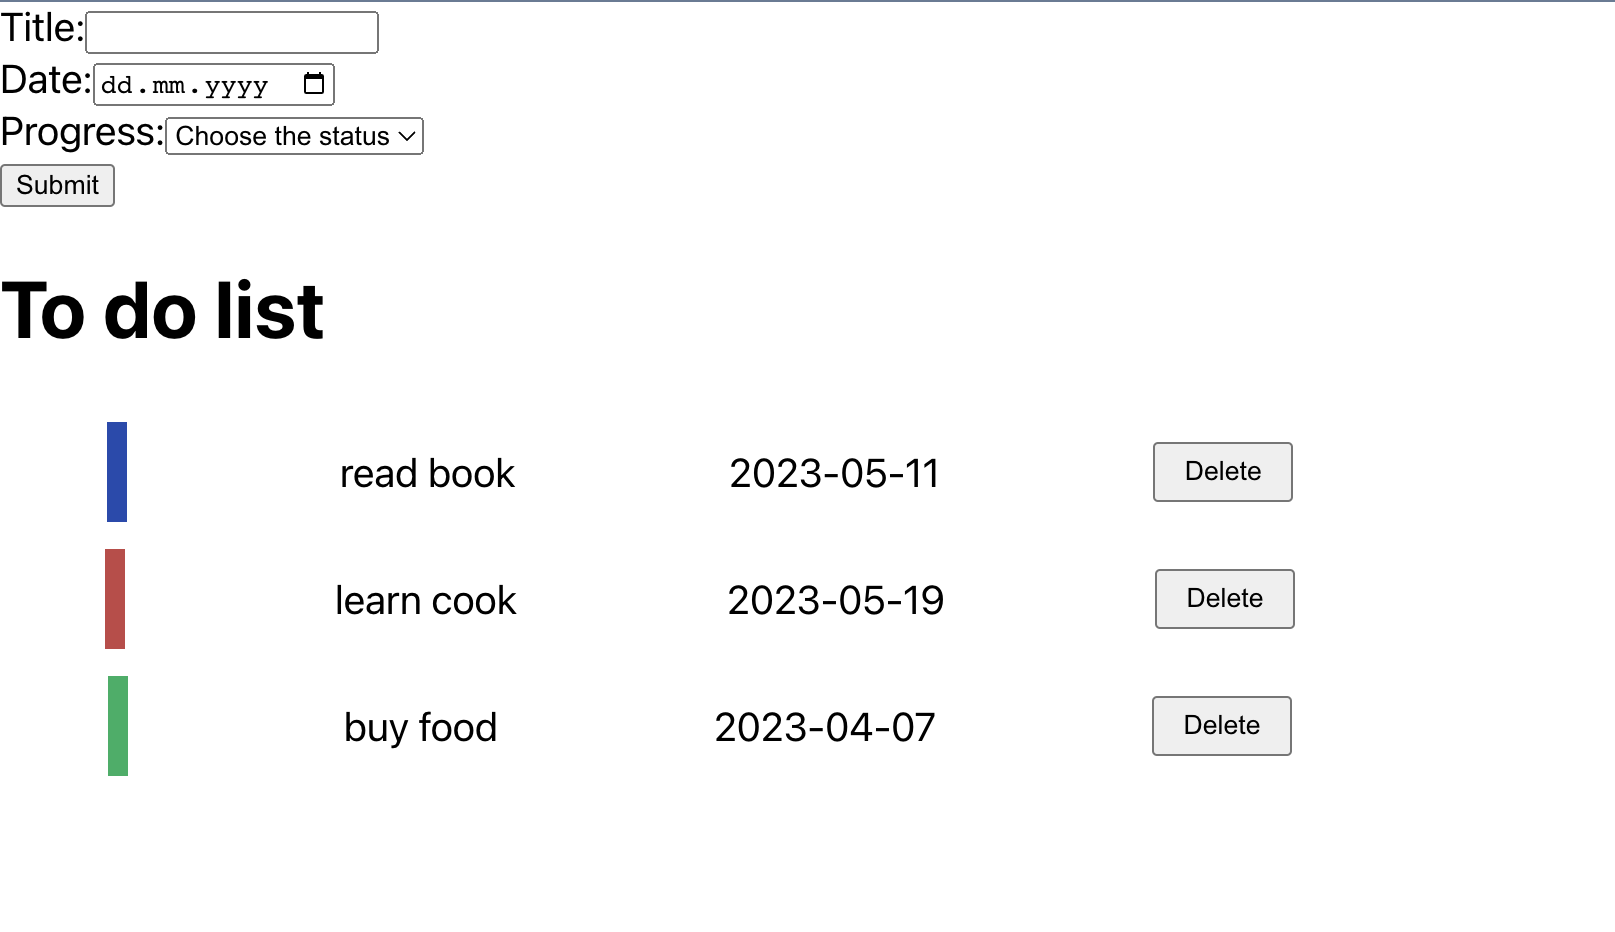 Title:
Date: dd.mm.yyyy
Progress: Choose the status
Submit
To do list
read book 2023-05-11 Delete
learn cook 2023-05-19 Delete
buy food 2023-04-07 Delete